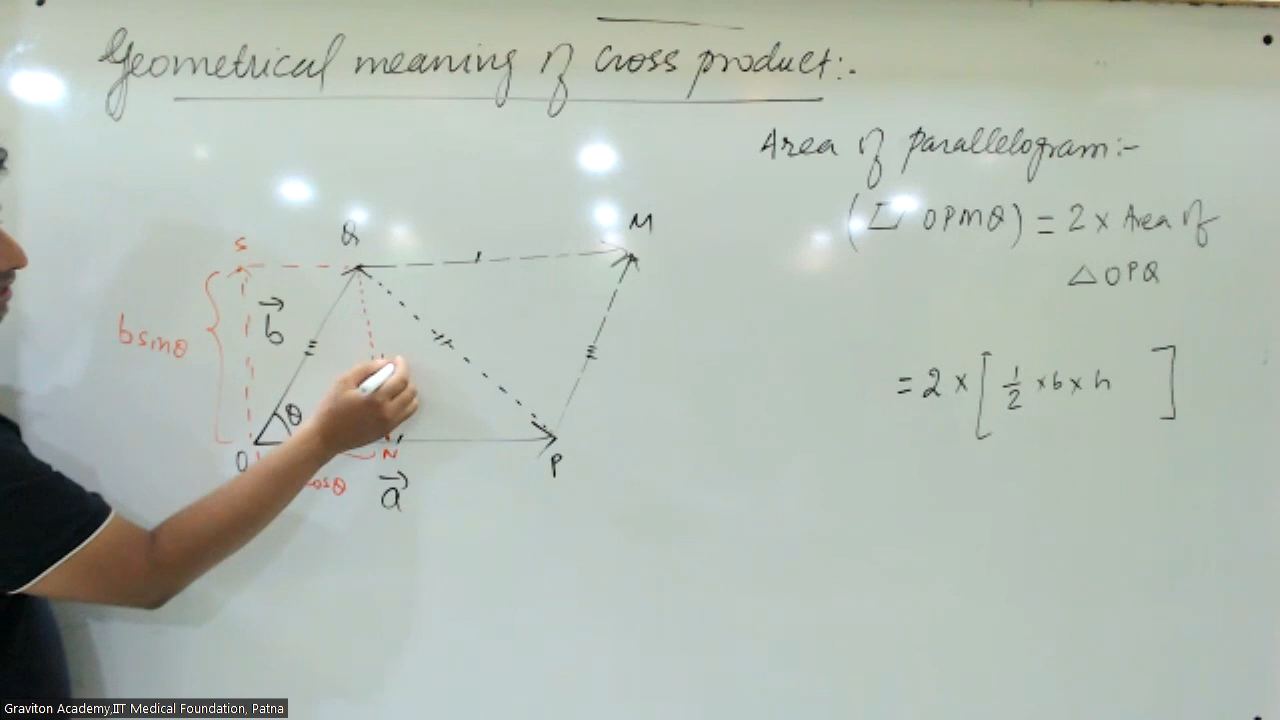 Geometrical meaning of cross product:.
Area of parallelogram:-
(▱ OPMQ) = 2 × Area of
△OPQ
= 2 × [ 1/2 × b × h ]
S
Q
M
b sinθ
b⃗
θ
O
N
P
cosθ
a⃗
Graviton Academy,IIT Medical Foundation, Patna